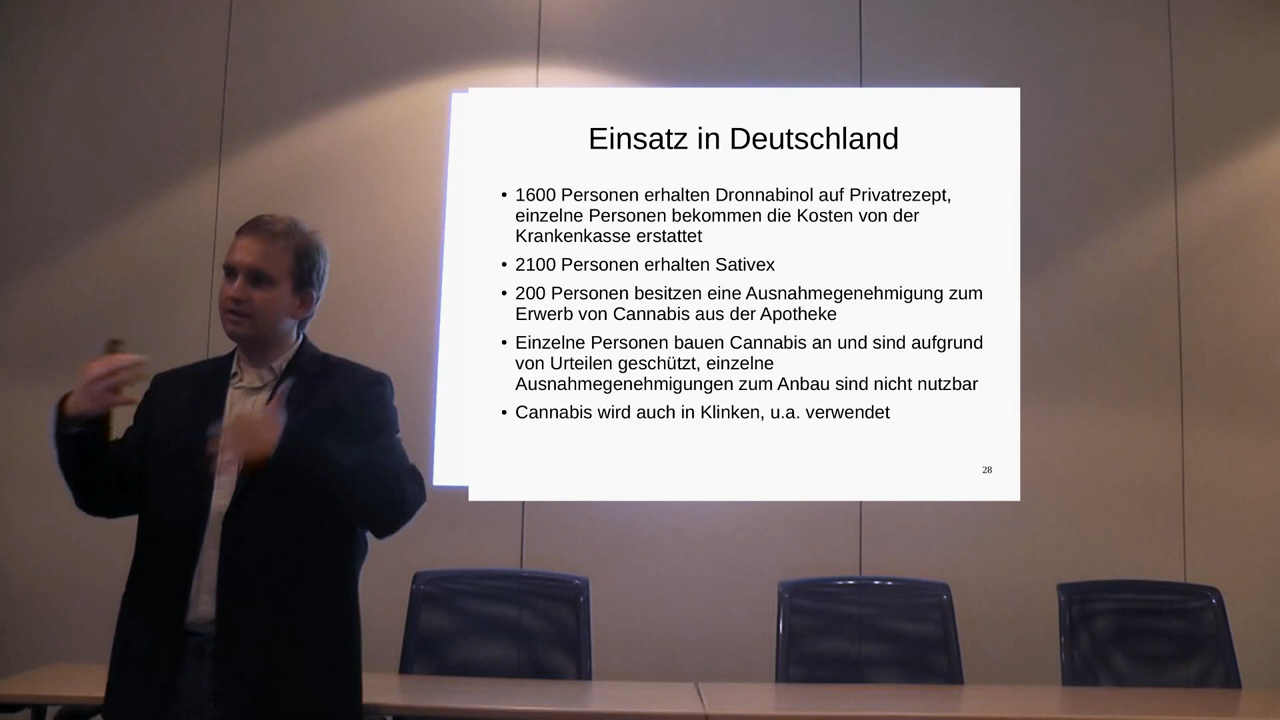 Einsatz in Deutschland
• 1600 Personen erhalten Dronnabinol auf Privatrezept,
einzelne Personen bekommen die Kosten von der
Krankenkasse erstattet
• 2100 Personen erhalten Sativex
• 200 Personen besitzen eine Ausnahmegenehmigung zum
Erwerb von Cannabis aus der Apotheke
• Einzelne Personen bauen Cannabis an und sind aufgrund
von Urteilen geschützt, einzelne
Ausnahmegenehmigungen zum Anbau sind nicht nutzbar
• Cannabis wird auch in Klinken, u.a. verwendet
28